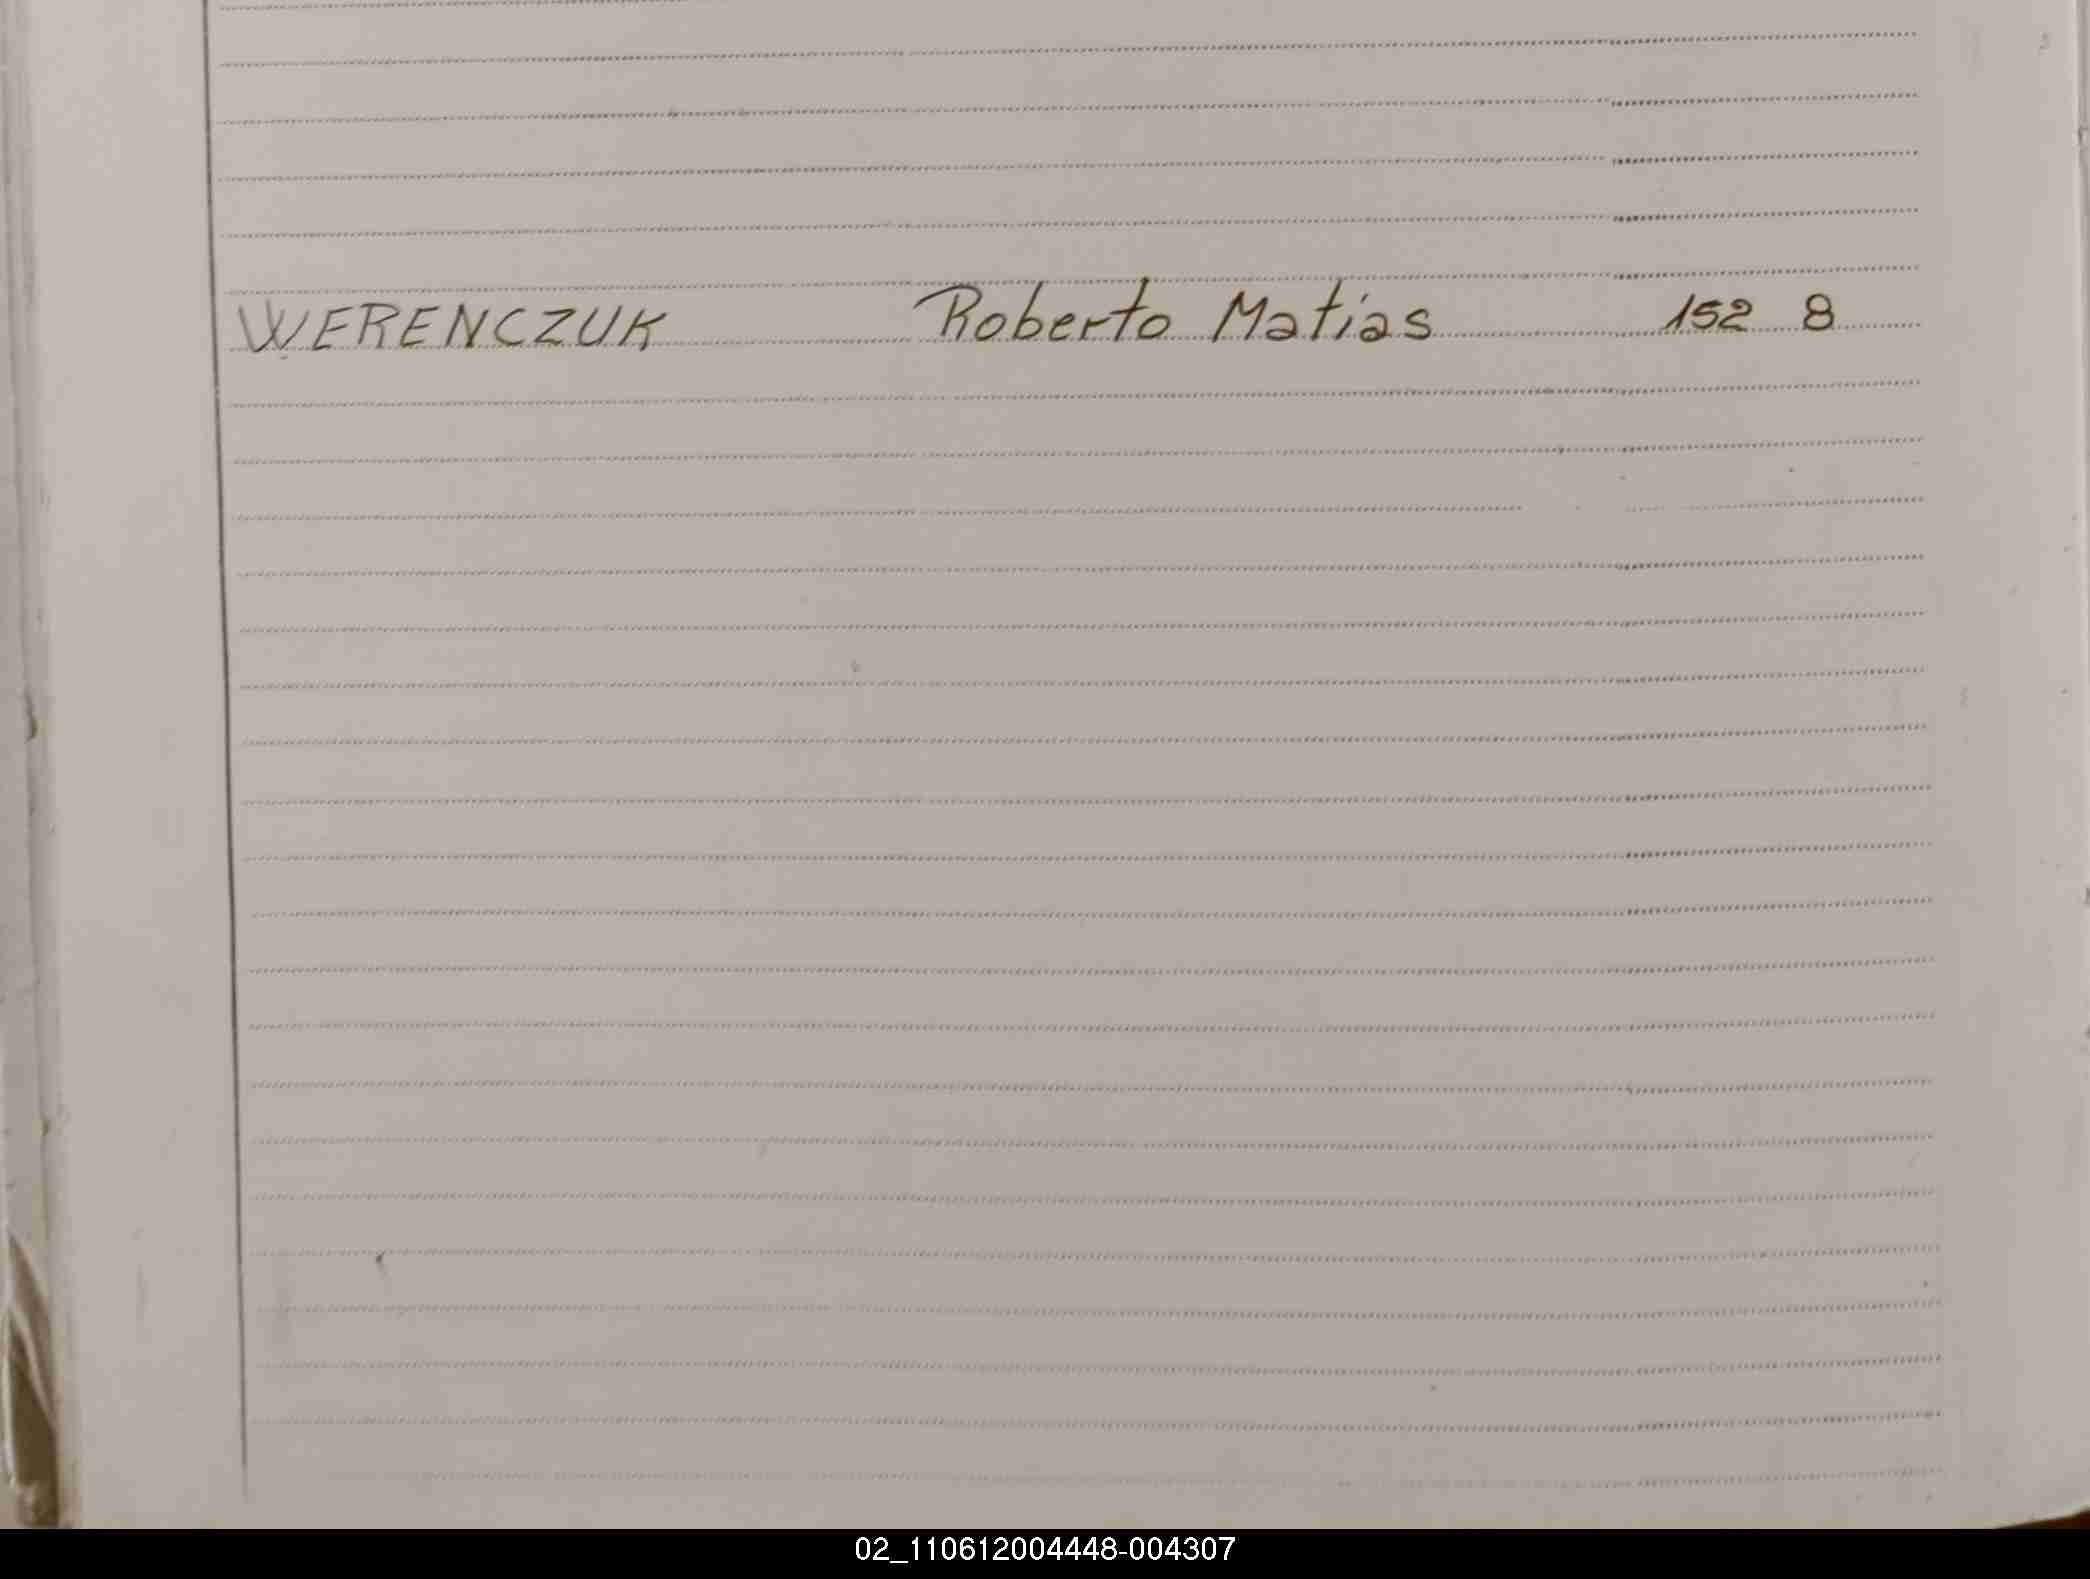 WERENCZUK Roberto Matias 152 8
02_110612004448-004307